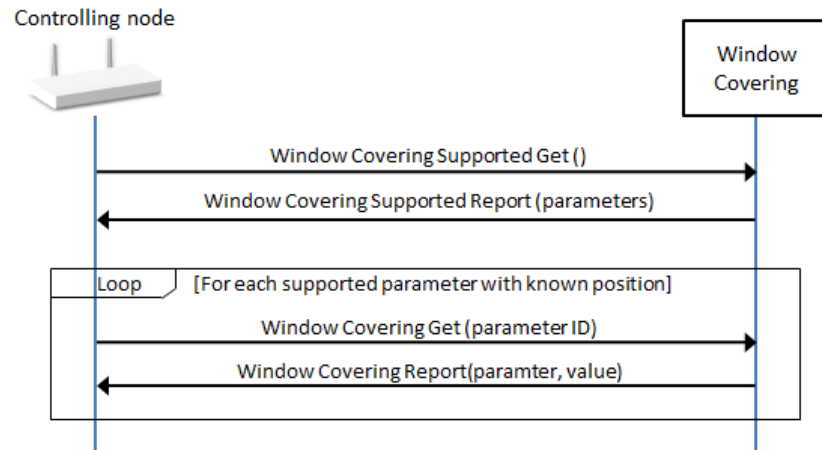 Controlling node
Window
Covering
Window Covering Supported Get ()
Window Covering Supported Report (parameters)
Loop [For each supported parameter with known position]
Window Covering Get (parameter ID)
Window Covering Report(paramter, value)